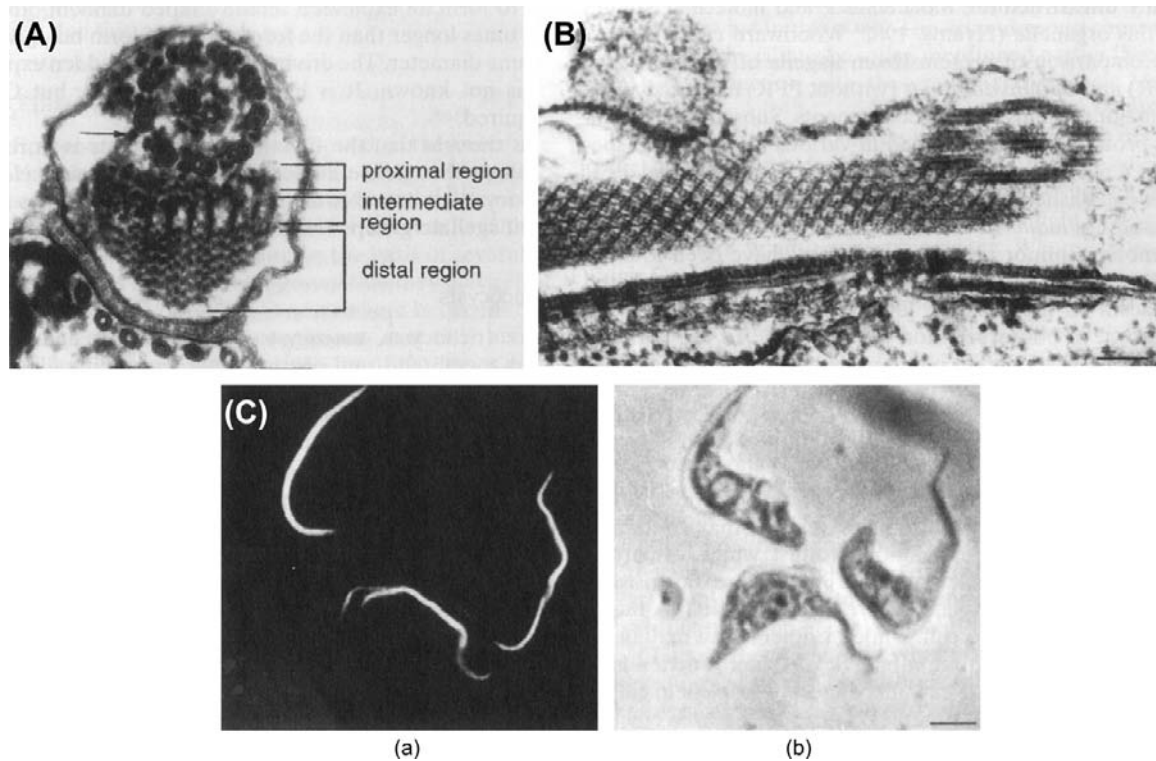 (A)
proximal region
intermediate
region
distal region
(B)
(C)
(a)
(b)